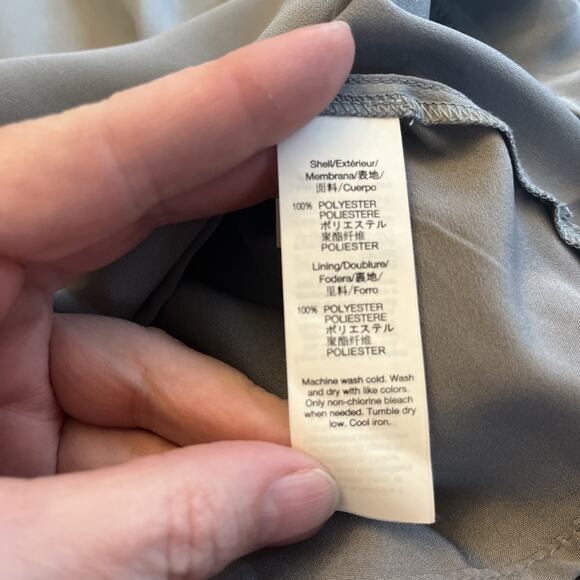 Shell/Extérieur/
Membrana/表地/
面料/Cuerpo
100% POLYESTER
POLIESTERE
ポリエステル
聚酯纤维
POLIESTER
Lining/Doublure/
Fodera/裏地/
里料/Forro
100% POLYESTER
POLIESTERE
ポリエステル
聚酯纤维
POLIESTER
Machine wash cold. Wash
and dry with like colors.
Only non-chlorine bleach
when needed. Tumble dry
low. Cool iron.